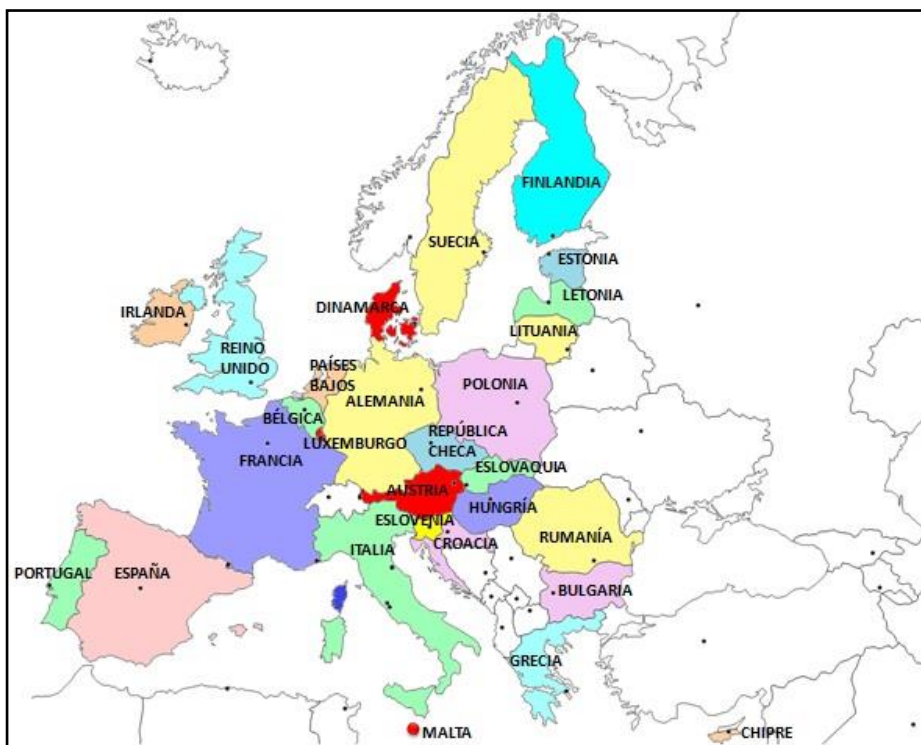 FINLANDIA
SUECIA
ESTONIA
LETONIA
DINAMARCA
IRLANDA
LITUANIA
REINO
UNIDO
PAÍSES
BAJOS
POLONIA
ALEMANIA
BÉLGICA
REPÚBLICA
CHECA
LUXEMBURGO
FRANCIA
ESLOVAQUIA
AUSTRIA
HUNGRÍA
ESLOVENIA
CROACIA
RUMANÍA
ITALIA
PORTUGAL
ESPAÑA
BULGARIA
GRECIA
MALTA
CHIPRE